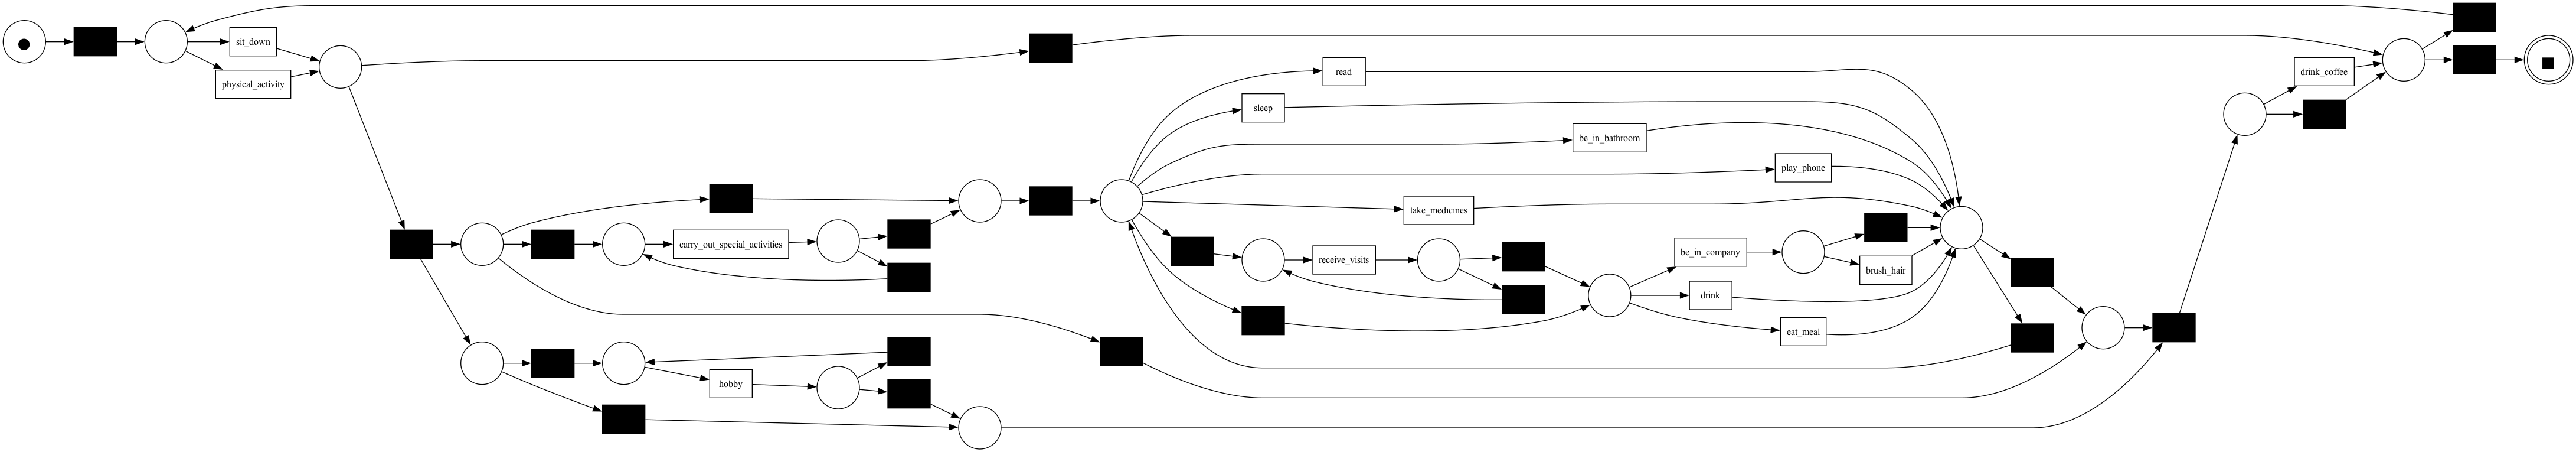 sit_down
physical_activity
read
sleep
be_in_bathroom
play_phone
take_medicines
carry_out_special_activities
receive_visits
be_in_company
brush_hair
drink
eat_meal
hobby
drink_coffee